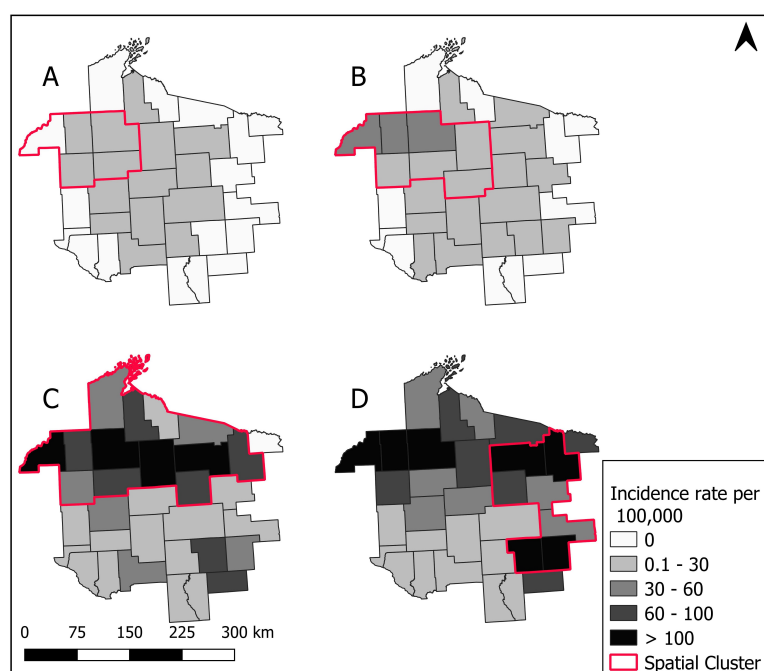 A
B
C
D
Incidence rate per
100,000
0
0.1 - 30
30 - 60
60 - 100
> 100
Spatial Cluster
0 75 150 225 300 km